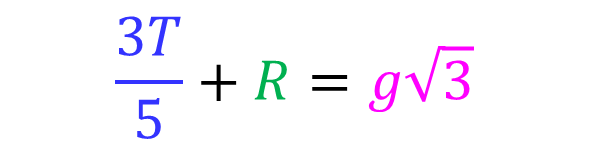 3T/5 + R = g√3